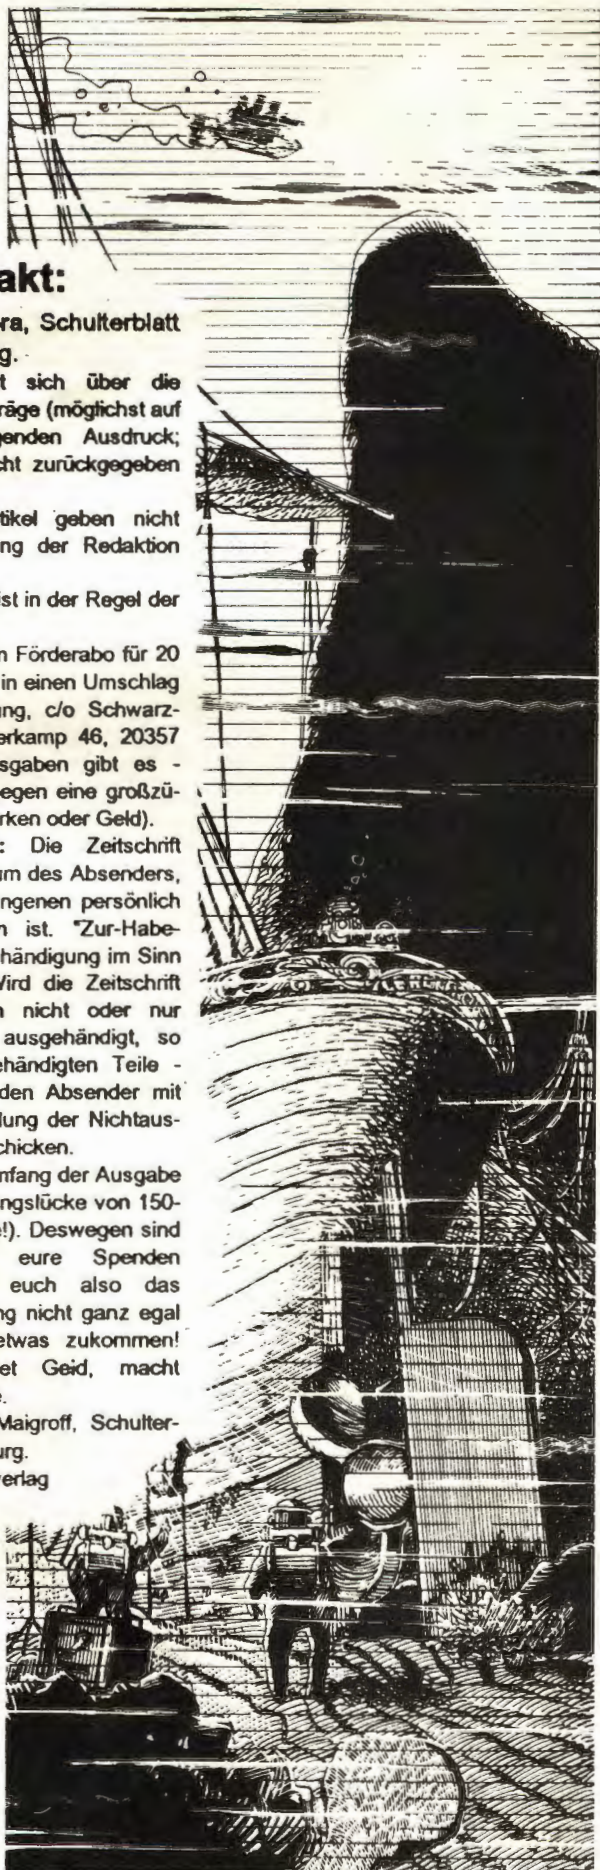 akt:
ra, Schulterblatt
g.
t sich über die
räge (möglichst auf
genden Ausdruck;
cht zurückgegeben
tikel geben nicht
ng der Redaktion
ist in der Regel der
n Förderabo für 20
in einen Umschlag
ung, c/o Schwarz-
erkamp 46, 20357
sgaben gibt es -
egen eine großzü-
rken oder Geld).
: Die Zeitschrift
um des Absenders,
ngenen persönlich
n ist. "Zur-Habe-
händigung im Sinn
Wird die Zeitschrift
n nicht oder nur
ausgehändigt, so
ehändigten Teile -
den Absender mit
dlung der Nichtaus-
chicken.
mfang der Ausgabe
ngslücke von 150-
e!). Deswegen sind
eure Spenden
euch also das
ng nicht ganz egal
etwas zukommen!
et Geld, macht
e.
Maigroff, Schulter-
urg.
verlag